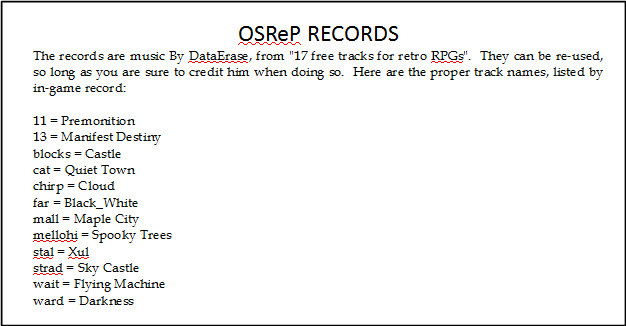 OSReP RECORDS
The records are music By DataErase, from "17 free tracks for retro RPGs".  They can be re-used,
so long as you are sure to credit him when doing so.  Here are the proper track names, listed by
in-game record:
11 = Premonition
13 = Manifest Destiny
blocks = Castle
cat = Quiet Town
chirp = Cloud
far = Black_White
mall = Maple City
mellohi = Spooky Trees
stal = Xul
strad = Sky Castle
wait = Flying Machine
ward = Darkness